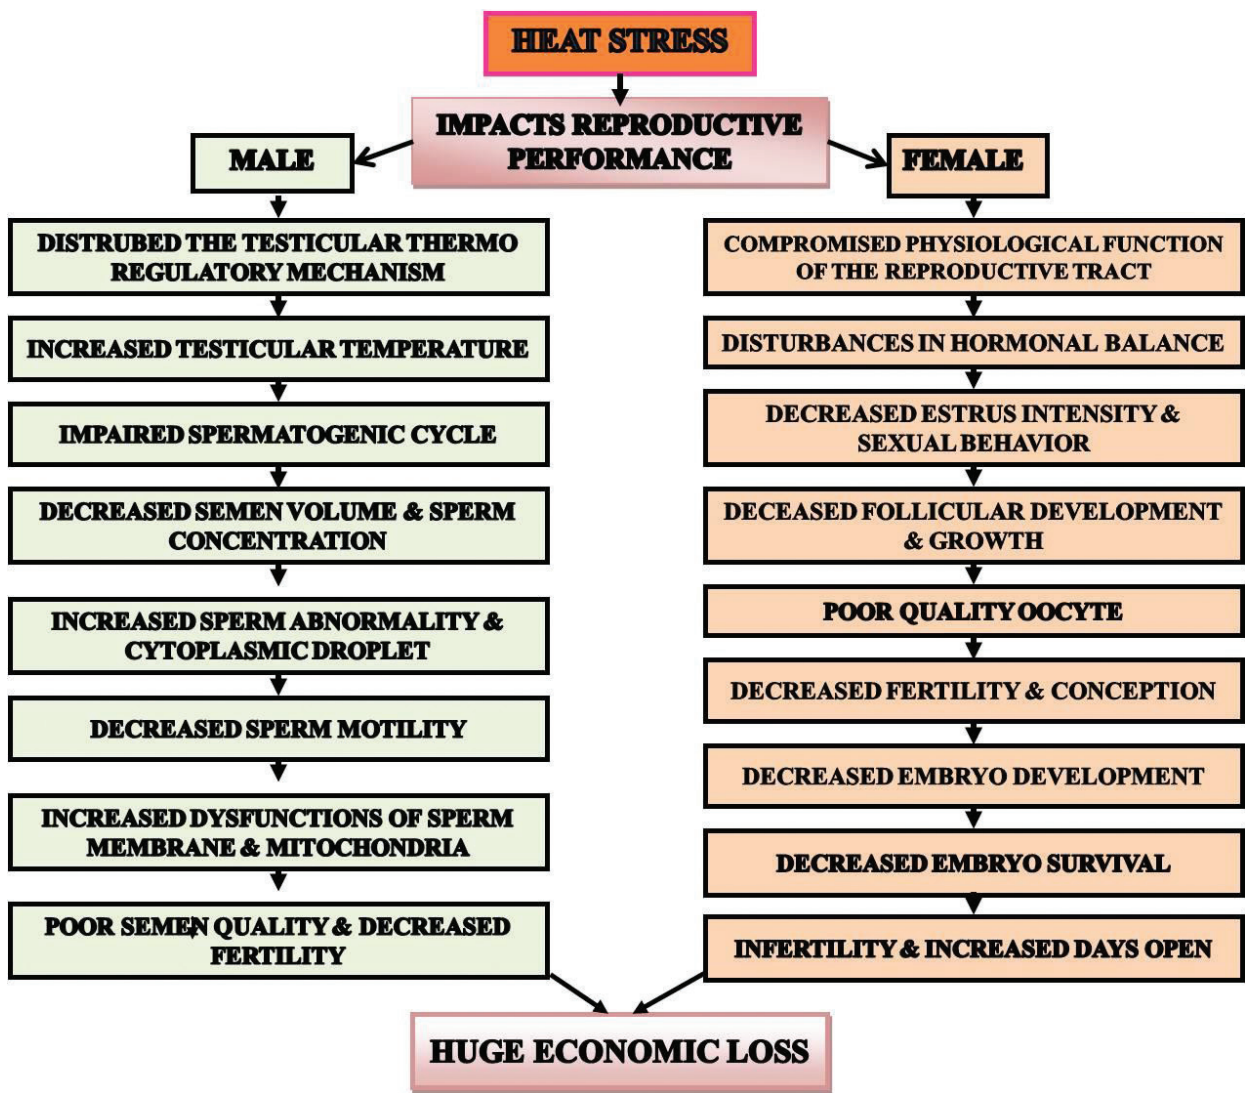 HEAT STRESS
IMPACTS REPRODUCTIVE
PERFORMANCE
MALE
DISTRUBED THE TESTICULAR THERMO
REGULATORY MECHANISM
INCREASED TESTICULAR TEMPERATURE
IMPAIRED SPERMATOGENIC CYCLE
DECREASED SEMEN VOLUME & SPERM
CONCENTRATION
INCREASED SPERM ABNORMALITY &
CYTOPLASMIC DROPLET
DECREASED SPERM MOTILITY
INCREASED DYSFUNCTIONS OF SPERM
MEMBRANE & MITOCHONDRIA
POOR SEMEN QUALITY & DECREASED
FERTILITY
FEMALE
COMPROMISED PHYSIOLOGICAL FUNCTION
OF THE REPRODUCTIVE TRACT
DISTURBANCES IN HORMONAL BALANCE
DECREASED ESTRUS INTENSITY &
SEXUAL BEHAVIOR
DECEASED FOLLICULAR DEVELOPMENT
& GROWTH
POOR QUALITY OOCYTE
DECREASED FERTILITY & CONCEPTION
DECREASED EMBRYO DEVELOPMENT
DECREASED EMBRYO SURVIVAL
INFERTILITY & INCREASED DAYS OPEN
HUGE ECONOMIC LOSS